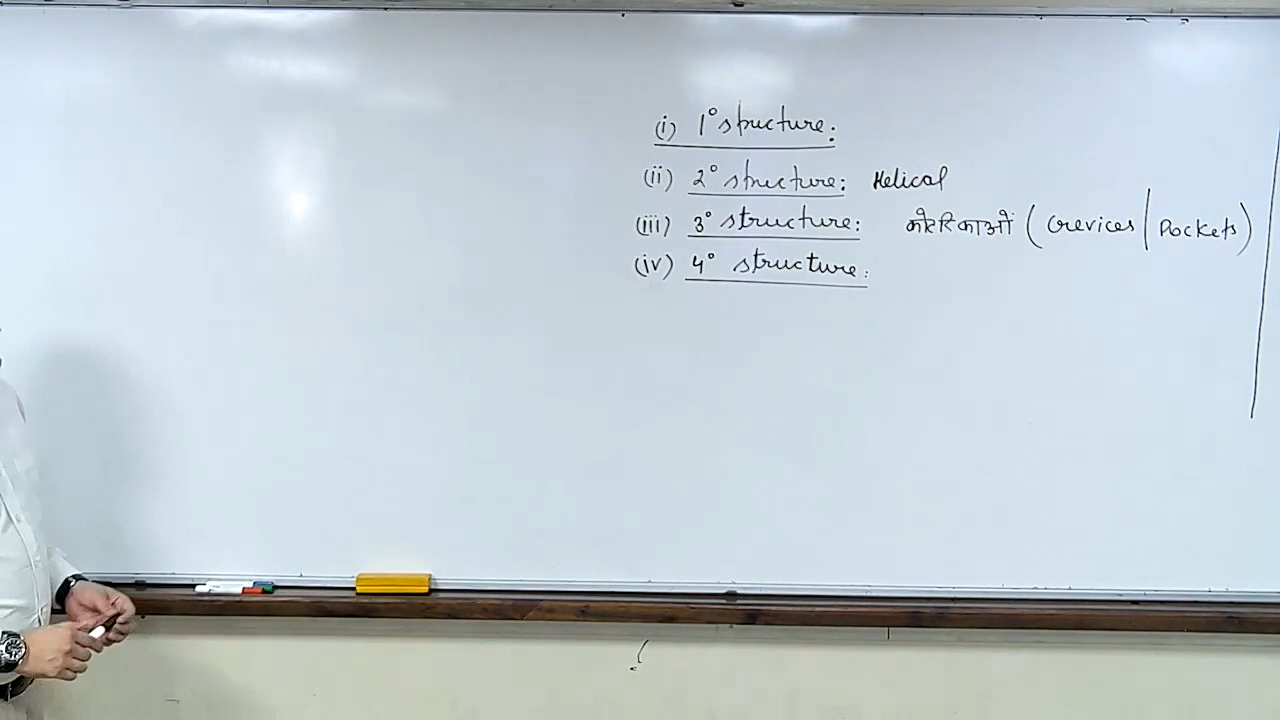 (i) 1° structure:
(ii) 2° structure: Helical
(iii) 3° structure: कोटरिकाओं (Crevices/Pockets)
(iv) 4° structure: